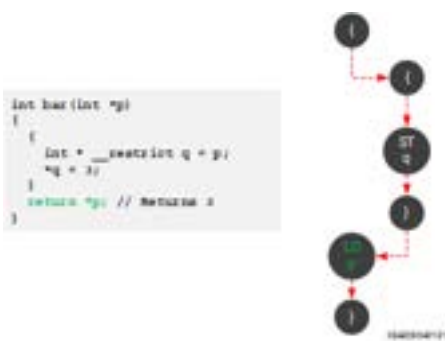 int bar(int *p)
{
{
int * __restrict q = p;
*q = 3;
}
return *p; // Returns 3
}
{
{
ST
q
}
LD
}